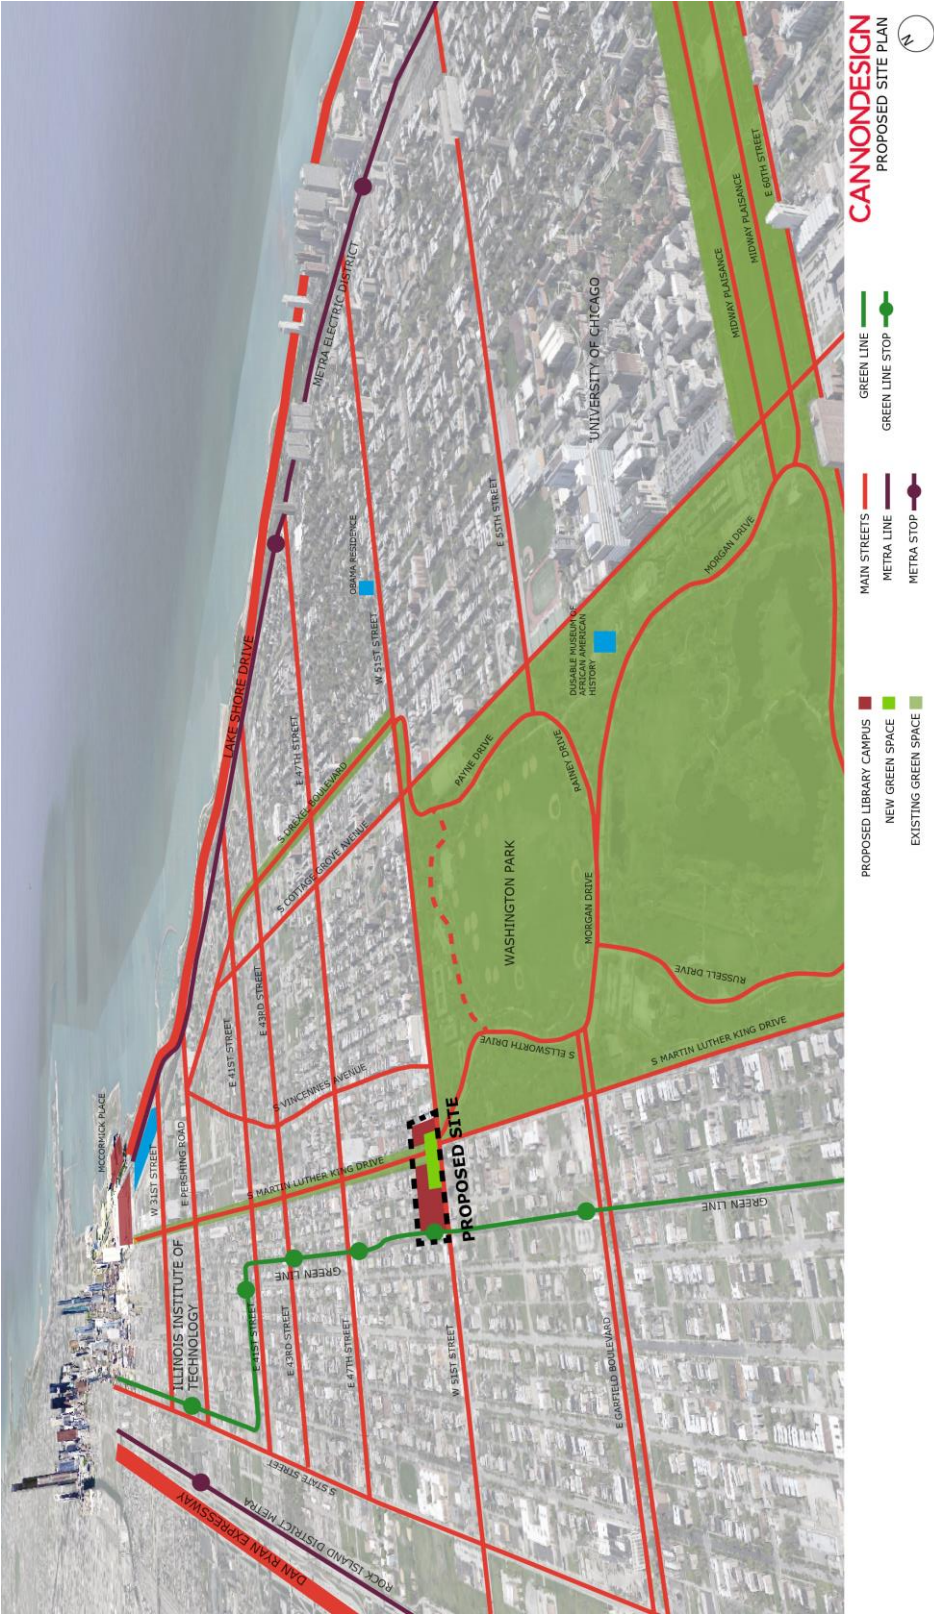 CANNONDESIGN
PROPOSED SITE PLAN
N
GREEN LINE
GREEN LINE STOP
MAIN STREETS
METRA LINE
METRA STOP
PROPOSED LIBRARY CAMPUS
NEW GREEN SPACE
EXISTING GREEN SPACE
E 60TH STREET
MIDWAY PLAISANCE
MIDWAY PLAISANCE
METRA ELECTRIC DISTRICT
UNIVERSITY OF CHICAGO
E 55TH STREET
OBAMA RESIDENCE
W 51ST STREET
MORGAN DRIVE
DUSABLE MUSEUM OF
AFRICAN AMERICAN
HISTORY
LAKE SHORE DRIVE
E 47TH STREET
S DREXEL BOULEVARD
S COTTAGE GROVE AVENUE
PAYNE DRIVE
RAINEY DRIVE
WASHINGTON PARK
MORGAN DRIVE
RUSSELL DRIVE
E 43RD STREET
E 41ST STREET
S VINCENNES AVENUE
S ELLSWORTH DRIVE
S MARTIN LUTHER KING DRIVE
MCCORMICK PLACE
W 31ST STREET
E PERSHING ROAD
S MARTIN LUTHER KING DRIVE
PROPOSED SITE
GREEN LINE
GREEN LINE
ILLINOIS INSTITUTE OF
TECHNOLOGY
E 41ST STREET
E 43RD STREET
E 47TH STREET
W 51ST STREET
E GARFIELD BOULEVARD
S STATE STREET
ROCK ISLAND DISTRICT METRA
DAN RYAN EXPRESSWAY